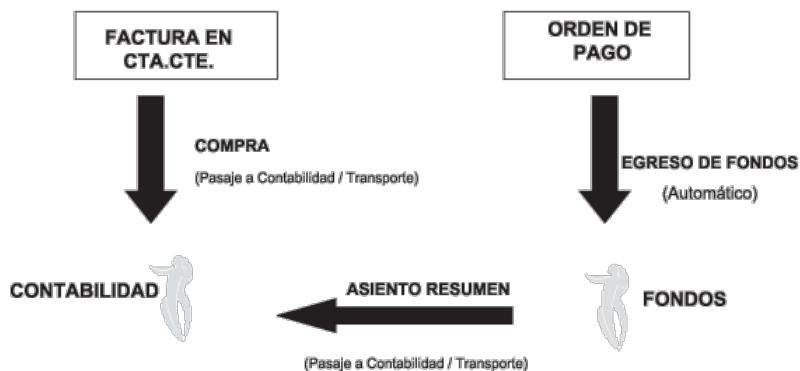 FACTURA EN
CTA.CTE.
ORDEN DE
PAGO
COMPRA
(Pasaje a Contabilidad / Transporte)
EGRESO DE FONDOS
(Automático)
CONTABILIDAD
ASIENTO RESUMEN
FONDOS
(Pasaje a Contabilidad / Transporte)